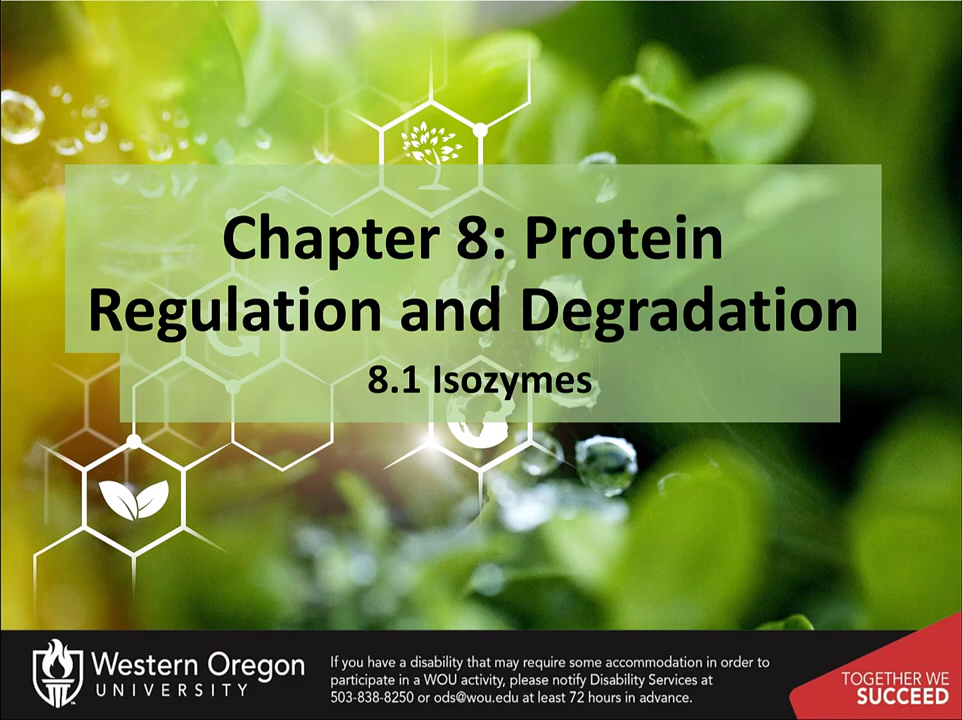 Chapter 8: Protein
Regulation and Degradation
8.1 Isozymes
Western Oregon
UNIVERSITY
If you have a disability that may require some accommodation in order to
participate in a WOU activity, please notify Disability Services at
503-838-8250 or ods@wou.edu at least 72 hours in advance.
TOGETHER WE
SUCCEED